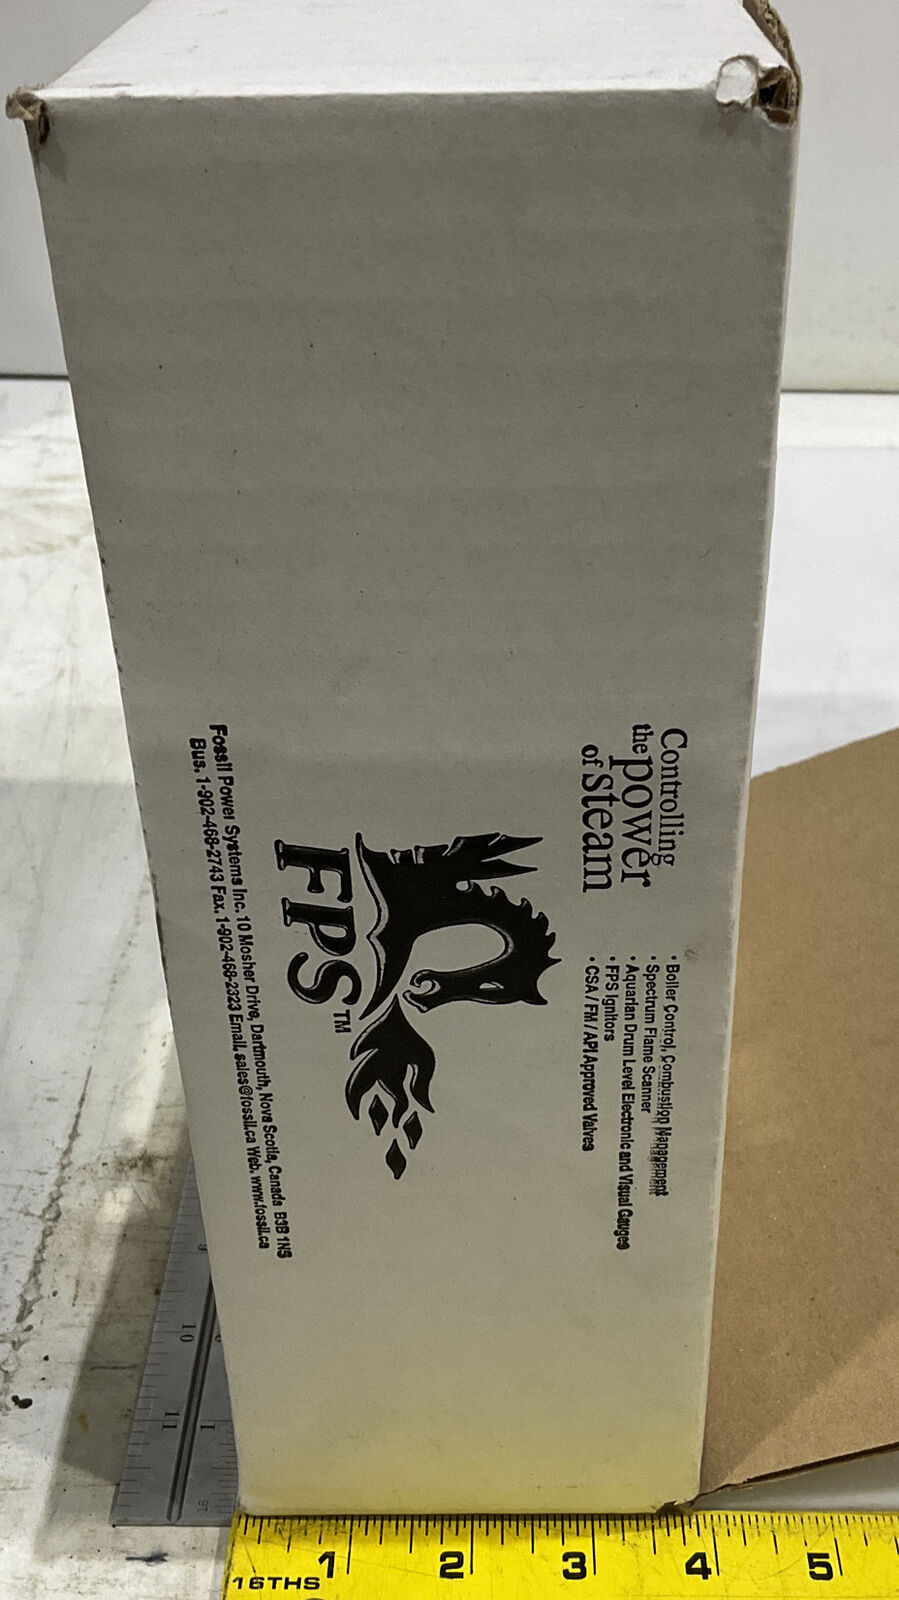 Controlling
the power
of steam
• Boiler Control, Combustion Management
• Spectrum Flame Scanner
• Aquarian Drum Level Electronic and Visual Gauges
• FPS Ignitors
• CSA / FM / API Approved Valves
FPS™
Fossil Power Systems Inc. 10 Mosher Drive, Dartmouth, Nova Scotia, Canada B3B 1N5
Bus. 1-902-468-2743 Fax. 1-902-468-2323 Email. sales@fossil.ca Web. www.fossil.ca
10
11 1
16
1 2 3 4 5
16THS